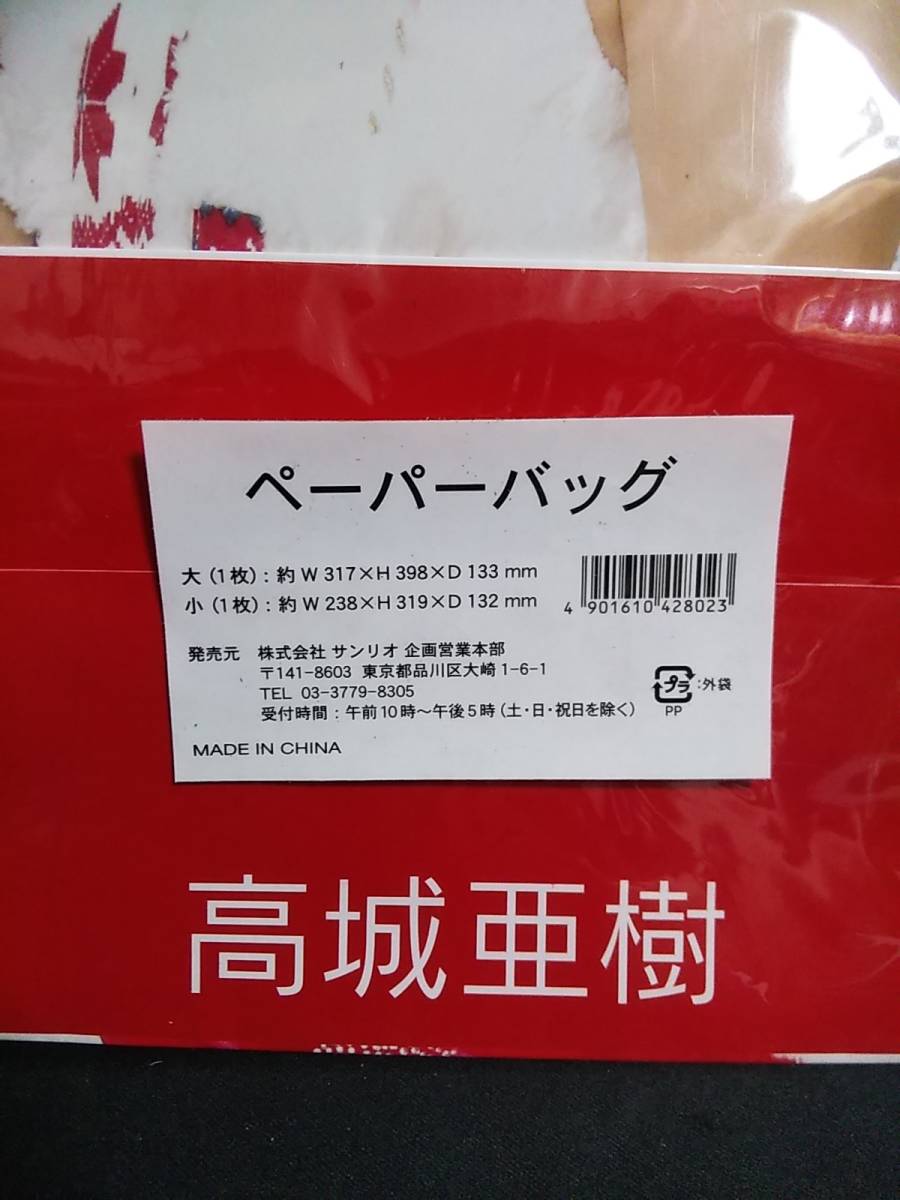 ペーパーバッグ
大（1枚）：約 W 317×H 398×D 133 mm
小（1枚）：約 W 238×H 319×D 132 mm
4 901610 428023
発売元 株式会社 サンリオ 企画営業本部
〒141-8603 東京都品川区大崎 1-6-1
TEL 03-3779-8305
受付時間：午前10時～午後5時（土・日・祝日を除く）
プラ ：外袋
PP
MADE IN CHINA
高城亜樹